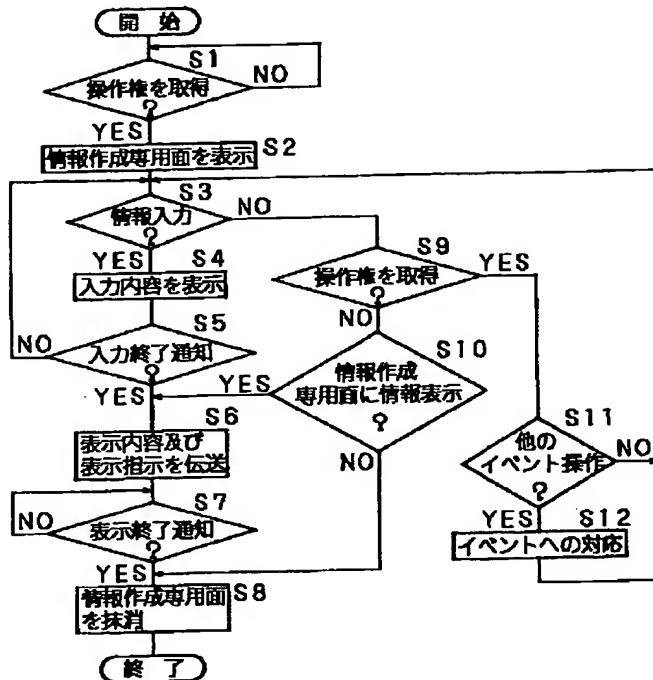 開 始
S1
操作権を取得
?
NO
YES
S2
情報作成専用面を表示
S3
情報入力
?
NO
YES
S4
入力内容を表示
S5
入力終了通知
?
NO
YES
S6
表示内容及び
表示指示を伝送
S7
表示終了通知
?
NO
YES
S8
情報作成専用面
を抹消
終 了
S9
操作権を取得
?
YES
NO
S10
情報作成
専用面に情報表示
?
YES
NO
S11
他の
イベント操作
?
NO
YES
S12
イベントへの対応